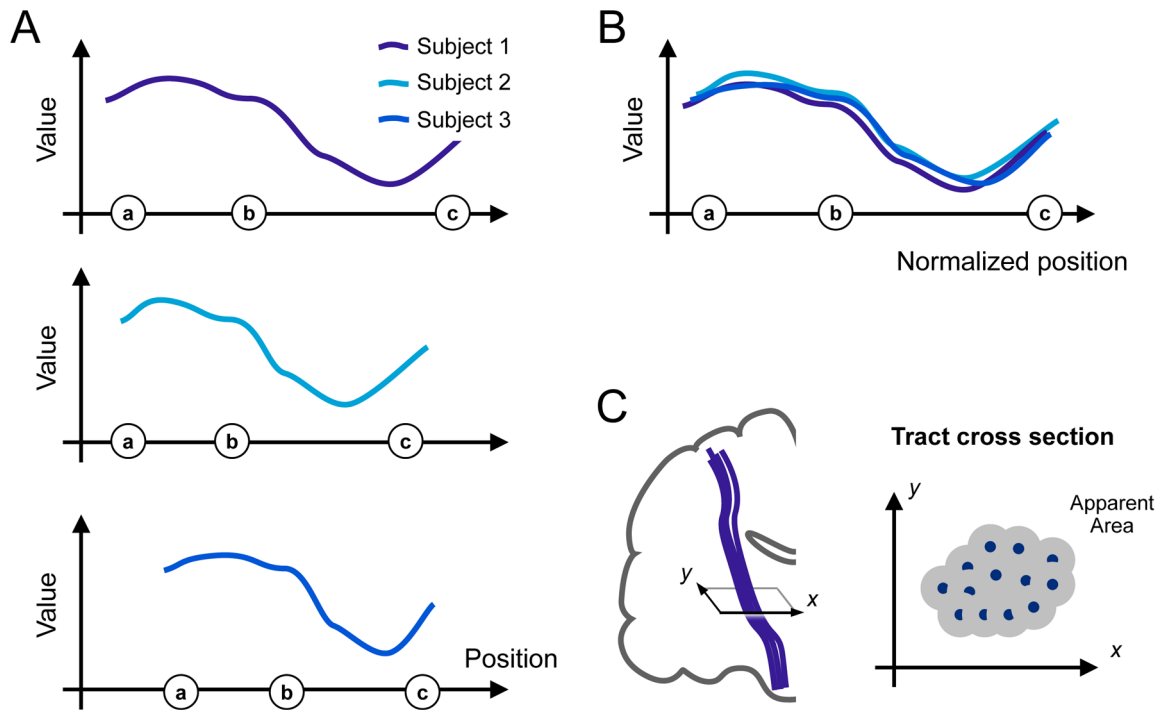 A
Subject 1
Subject 2
Subject 3
Value
a
b
c
Value
a
b
c
Value
Position
a
b
c
B
Value
a
b
c
Normalized position
C
y
x
Tract cross section
y
Apparent
Area
x